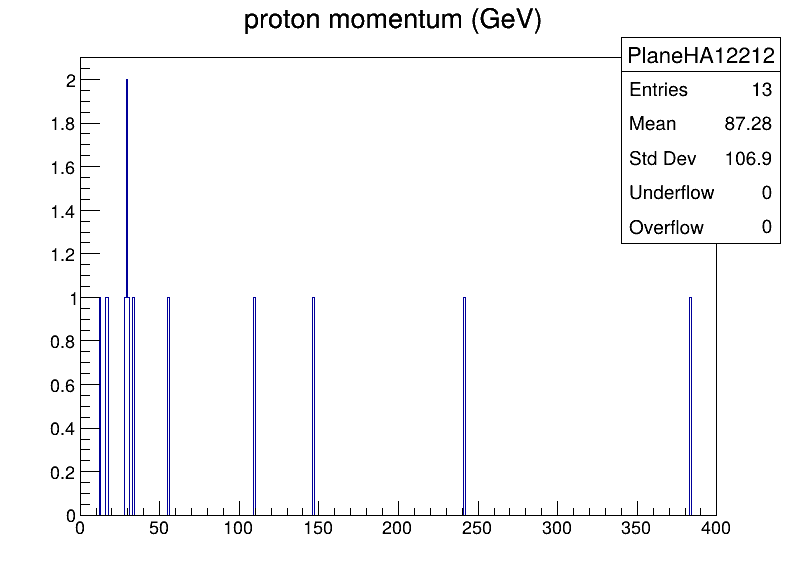 proton momentum (GeV)
PlaneHA12212
Entries 13
Mean 87.28
Std Dev 106.9
Underflow 0
Overflow 0
2
1.8
1.6
1.4
1.2
1
0.8
0.6
0.4
0.2
0
0 50 100 150 200 250 300 350 400